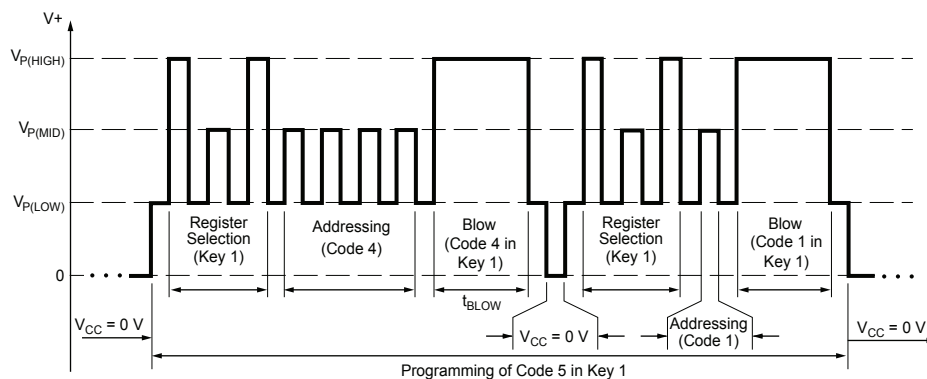 V+
VP(HIGH)
VP(MID)
VP(LOW)
0
Register
Selection
(Key 1)
Addressing
(Code 4)
Blow
(Code 4 in
Key 1)
Register
Selection
(Key 1)
Blow
(Code 1 in
Key 1)
tBLOW
VCC = 0 V
VCC = 0 V
Addressing
(Code 1)
VCC = 0 V
Programming of Code 5 in Key 1